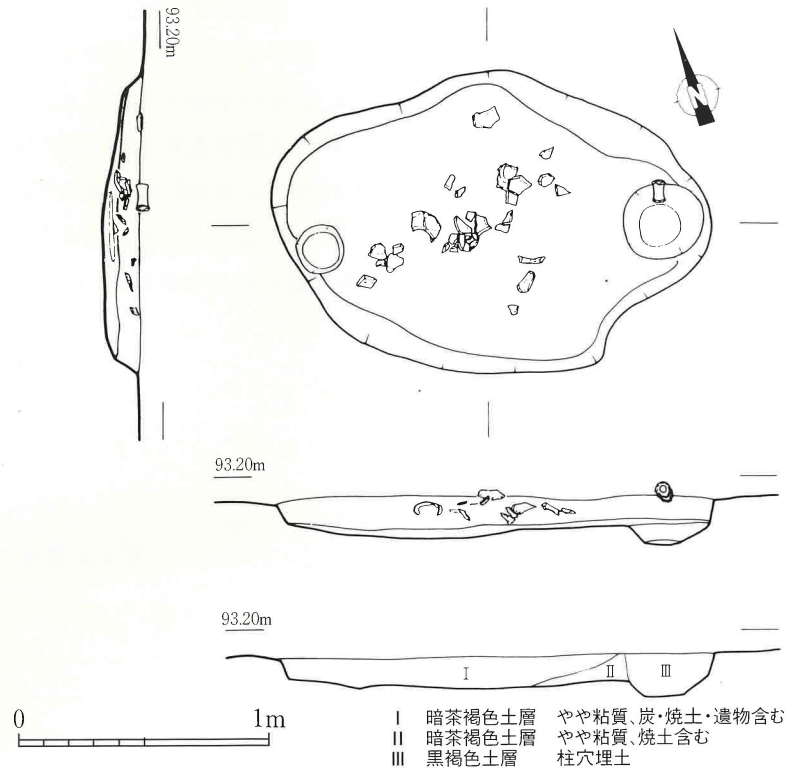 93.20m
N
93.20m
93.20m
Ⅰ
Ⅱ
Ⅲ
0 1m
Ⅰ 暗茶褐色土層 やや粘質、炭・焼土・遺物含む
Ⅱ 暗茶褐色土層 やや粘質、焼土含む
Ⅲ 黒褐色土層 柱穴埋土